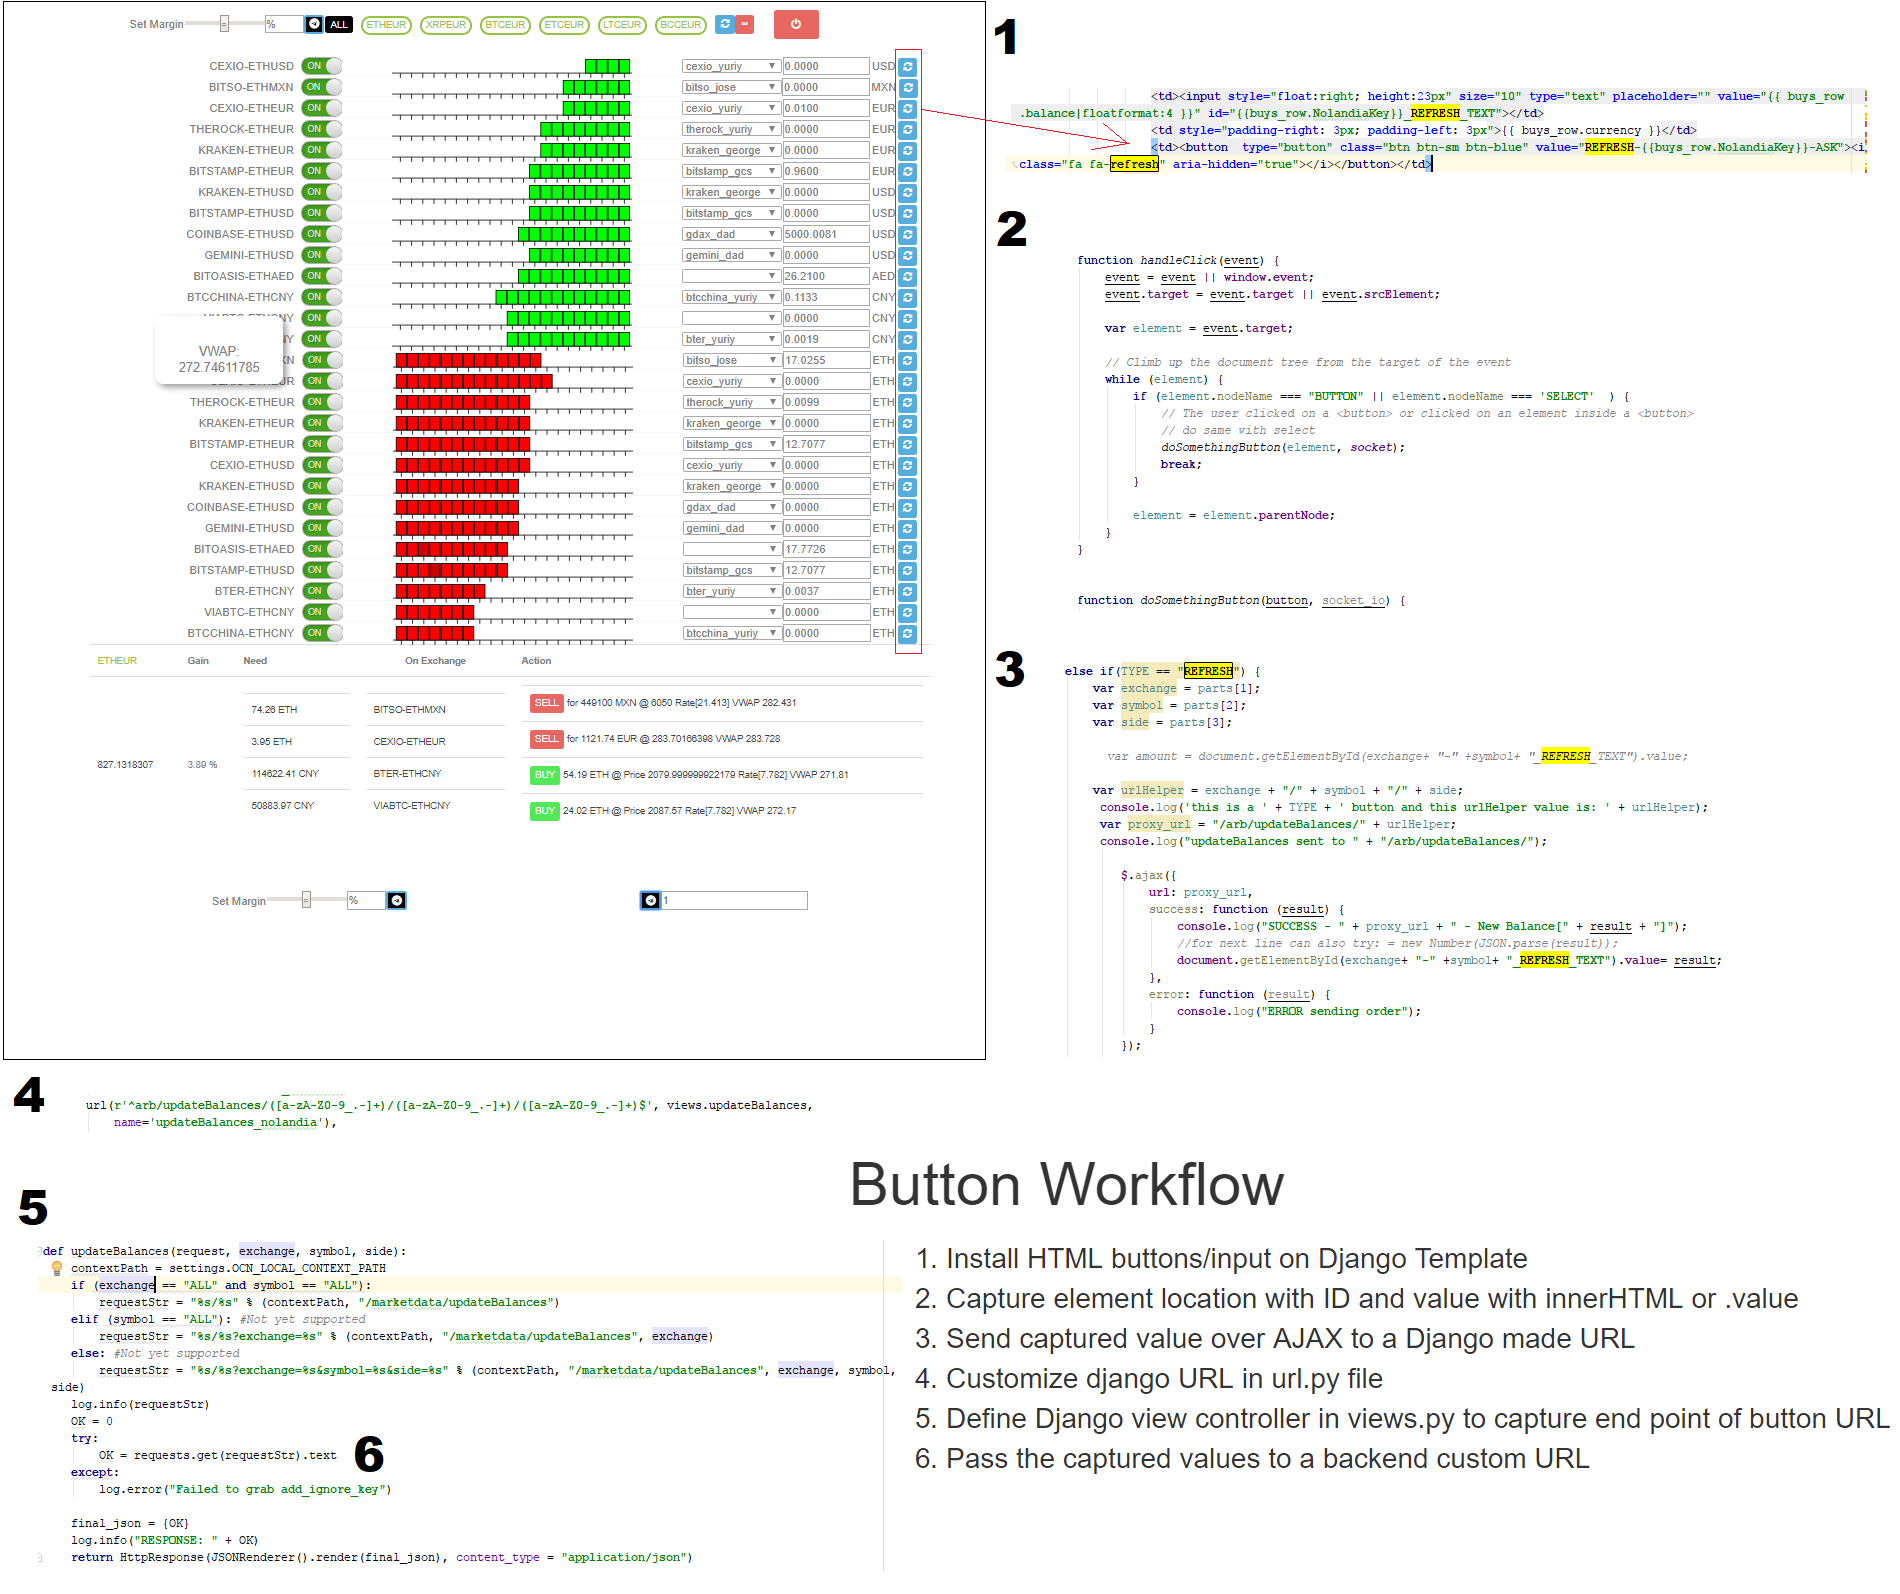 Set Margin % ALL ETHEUR XRPEUR BTCEUR ETCEUR LTCEUR BCCEUR
CEXIO-ETHUSD ON cexio_yuriy 0.0000 USD
BITSO-ETHMXN ON bitso_jose 0.0000 MXN
CEXIO-ETHEUR ON cexio_yuriy 0.0100 EUR
THEROCK-ETHEUR ON therock_yuriy 0.0000 EUR
KRAKEN-ETHEUR ON kraken_george 0.0000 EUR
BITSTAMP-ETHEUR ON bitstamp_gcs 0.9600 EUR
KRAKEN-ETHUSD ON kraken_george 0.0000 USD
BITSTAMP-ETHUSD ON bitstamp_gcs 0.0000 USD
COINBASE-ETHUSD ON gdax_dad 5000.0081 USD
GEMINI-ETHUSD ON gemini_dad 0.0000 USD
BITOASIS-ETHAED ON 26.2100 AED
BTCCHINA-ETHCNY ON btcchina_yuriy 0.1133 CNY
VIABTC-ETHCNY ON 0.0000 CNY
NY ON bter_yuriy 0.0019 CNY
XN ON bitso_jose 17.0255 ETH
CEXIO-ETHEUR ON cexio_yuriy 0.0000 ETH
VWAP:
272.74611785
THEROCK-ETHEUR ON therock_yuriy 0.0099 ETH
KRAKEN-ETHEUR ON kraken_george 0.0000 ETH
BITSTAMP-ETHEUR ON bitstamp_gcs 12.7077 ETH
CEXIO-ETHUSD ON cexio_yuriy 0.0000 ETH
KRAKEN-ETHUSD ON kraken_george 0.0000 ETH
COINBASE-ETHUSD ON gdax_dad 0.0000 ETH
GEMINI-ETHUSD ON gemini_dad 0.0000 ETH
BITOASIS-ETHAED ON 17.7726 ETH
BITSTAMP-ETHUSD ON bitstamp_gcs 12.7077 ETH
BTER-ETHCNY ON bter_yuriy 0.0037 ETH
VIABTC-ETHCNY ON 0.0000 ETH
BTCCHINA-ETHCNY ON btcchina_yuriy 0.0000 ETH
ETHEUR Gain Need On Exchange Action
827.1318307 3.89 %
74.26 ETH BITSO-ETHMXN SELL for 449100 MXN @ 6050 Rate[21.413] VWAP 282.431
3.95 ETH CEXIO-ETHEUR SELL for 1121.74 EUR @ 283.70166398 VWAP 283.728
114622.41 CNY BTER-ETHCNY BUY 54.19 ETH @ Price 2079.999999922179 Rate[7.782] VWAP 271.81
50883.97 CNY VIABTC-ETHCNY BUY 24.02 ETH @ Price 2087.57 Rate[7.782] VWAP 272.17
Set Margin % 1
1
<td><input style="float:right; height:23px" size="10" type="text" placeholder="" value="{{ buys_row
.balance|floatformat:4 }}" id="{{buys_row.NolandiaKey}}_REFRESH_TEXT"></td>
<td style="padding-right: 3px; padding-left: 3px">{{ buys_row.currency }}</td>
<td><button  type="button" class="btn btn-sm btn-blue" value="REFRESH-{{buys_row.NolandiaKey}}-ASK"><i
class="fa fa-refresh" aria-hidden="true"></i></button></td>
2
function handleClick(event) {
event = event || window.event;
event.target = event.target || event.srcElement;
var element = event.target;
// Climb up the document tree from the target of the event
while (element) {
if (element.nodeName === "BUTTON" || element.nodeName === 'SELECT'  ) {
// The user clicked on a <button> or clicked on an element inside a <button>
// do same with select
doSomethingButton(element, socket);
break;
}
element = element.parentNode;
}
}
function doSomethingButton(button, socket_io) {
3
else if(TYPE == "REFRESH") {
var exchange = parts[1];
var symbol = parts[2];
var side = parts[3];
var amount = document.getElementById(exchange+ "-" +symbol+ "_REFRESH_TEXT").value;
var urlHelper = exchange + "/" + symbol + "/" + side;
console.log('this is a ' + TYPE + ' button and this urlHelper value is: ' + urlHelper);
var proxy_url = "/arb/updateBalances/" + urlHelper;
console.log("updateBalances sent to " + "/arb/updateBalances/");
$.ajax({
url: proxy_url,
success: function (result) {
console.log("SUCCESS - " + proxy_url + " - New Balance[" + result + "]");
//for next line can also try: = new Number(JSON.parse(result));
document.getElementById(exchange+ "-" +symbol+ "_REFRESH_TEXT").value= result;
},
error: function (result) {
console.log("ERROR sending order");
}
});
4
url(r'^arb/updateBalances/([a-zA-Z0-9_.-]+)/([a-zA-Z0-9_.-]+)/([a-zA-Z0-9_.-]+)$', views.updateBalances,
name='updateBalances_nolandia'),
5
def updateBalances(request, exchange, symbol, side):
contextPath = settings.OCN_LOCAL_CONTEXT_PATH
if (exchange == "ALL" and symbol == "ALL"):
requestStr = "%s/%s" % (contextPath, "/marketdata/updateBalances")
elif (symbol == "ALL"): #Not yet supported
requestStr = "%s/%s?exchange=%s" % (contextPath, "/marketdata/updateBalances", exchange)
else: #Not yet supported
requestStr = "%s/%s?exchange=%s&symbol=%s&side=%s" % (contextPath, "/marketdata/updateBalances", exchange, symbol,
side)
log.info(requestStr)
OK = 0
try:
OK = requests.get(requestStr).text
6
except:
log.error("Failed to grab add_ignore_key")
final_json = {OK}
log.info("RESPONSE: " + OK)
return HttpResponse(JSONRenderer().render(final_json), content_type = "application/json")
Button Workflow
1. Install HTML buttons/input on Django Template
2. Capture element location with ID and value with innerHTML or .value
3. Send captured value over AJAX to a Django made URL
4. Customize django URL in url.py file
5. Define Django view controller in views.py to capture end point of button URL
6. Pass the captured values to a backend custom URL